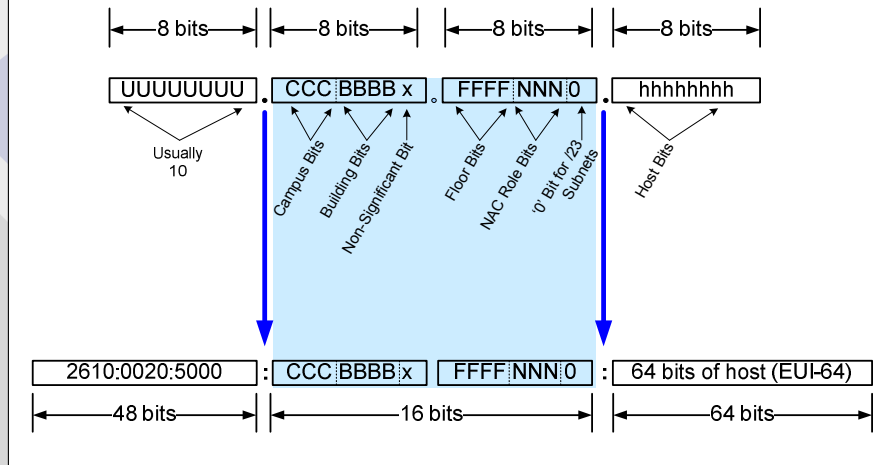 8 bits 8 bits 8 bits 8 bits
UUUUUUUU . CCC BBBB x . FFFF NNN 0 . hhhhhhhh
Usually
10
Campus Bits
Building Bits
Non-Significant Bit
Floor Bits
NAC Role Bits
'0' Bit for /23
Subnets
Host Bits
2610:0020:5000 : CCC BBBB x FFFF NNN 0 : 64 bits of host (EUI-64)
48 bits 16 bits 64 bits